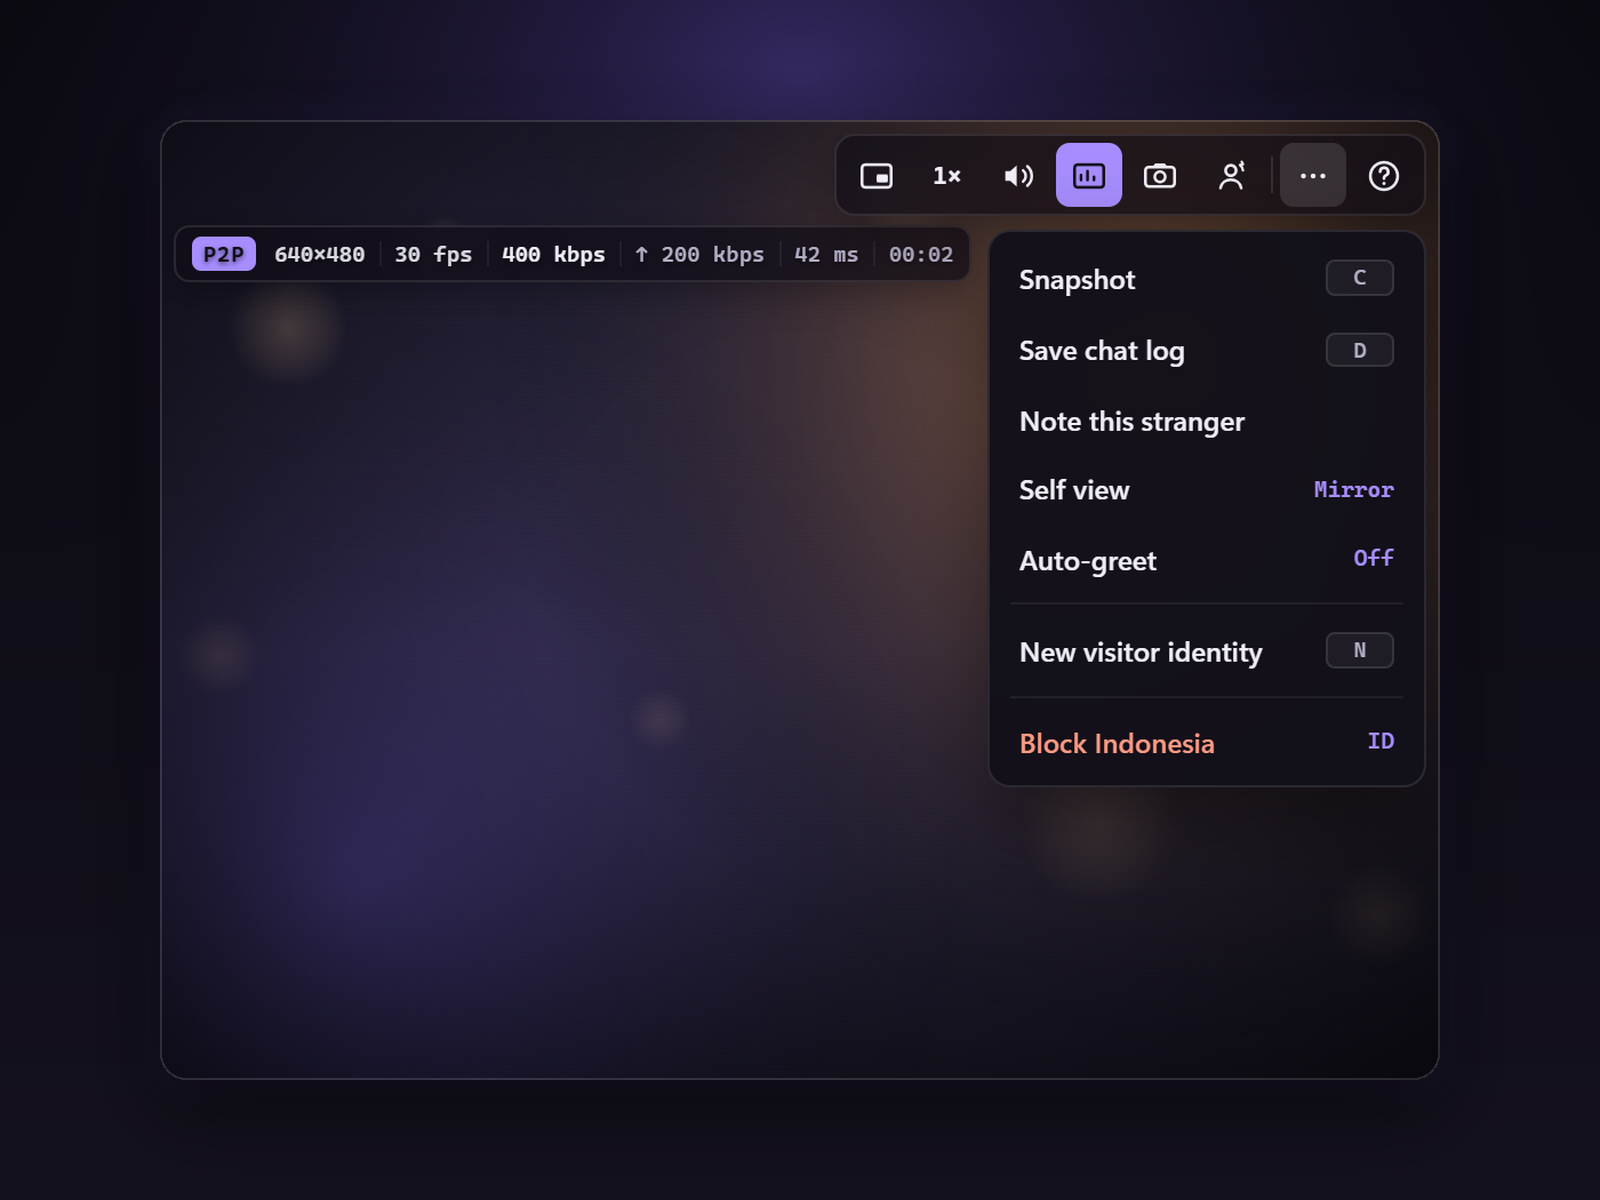 1×
P2P 640×480 30 fps 400 kbps ↑ 200 kbps 42 ms 00:02
Snapshot C
Save chat log D
Note this stranger
Self view Mirror
Auto-greet Off
New visitor identity N
Block Indonesia ID